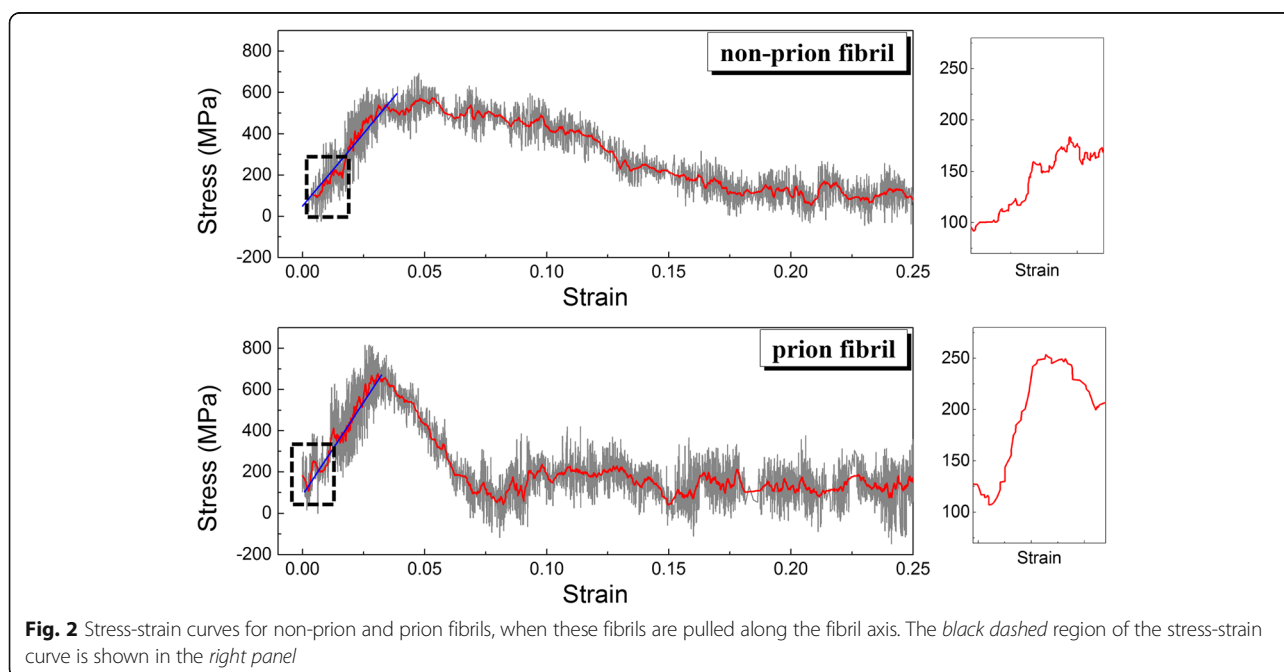 non-prion fibril
Stress (MPa)
800
600
400
200
0
-200
0.00 0.05 0.10 0.15 0.20 0.25
Strain
250
200
150
100
Strain
prion fibril
Stress (MPa)
800
600
400
200
0
-200
0.00 0.05 0.10 0.15 0.20 0.25
Strain
250
200
150
100
Strain
Fig. 2 Stress-strain curves for non-prion and prion fibrils, when these fibrils are pulled along the fibril axis. The black dashed region of the stress-strain
curve is shown in the right panel